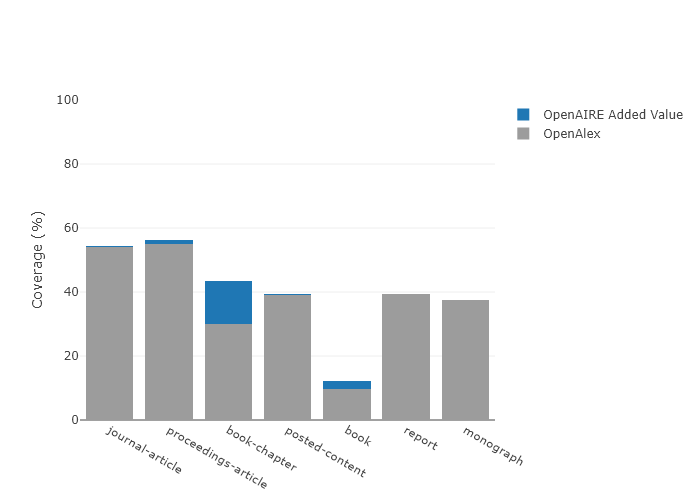 100
80
60
40
20
0
Coverage (%)
OpenAIRE Added Value
OpenAlex
journal-article
proceedings-article
book-chapter
posted-content
book
report
monograph